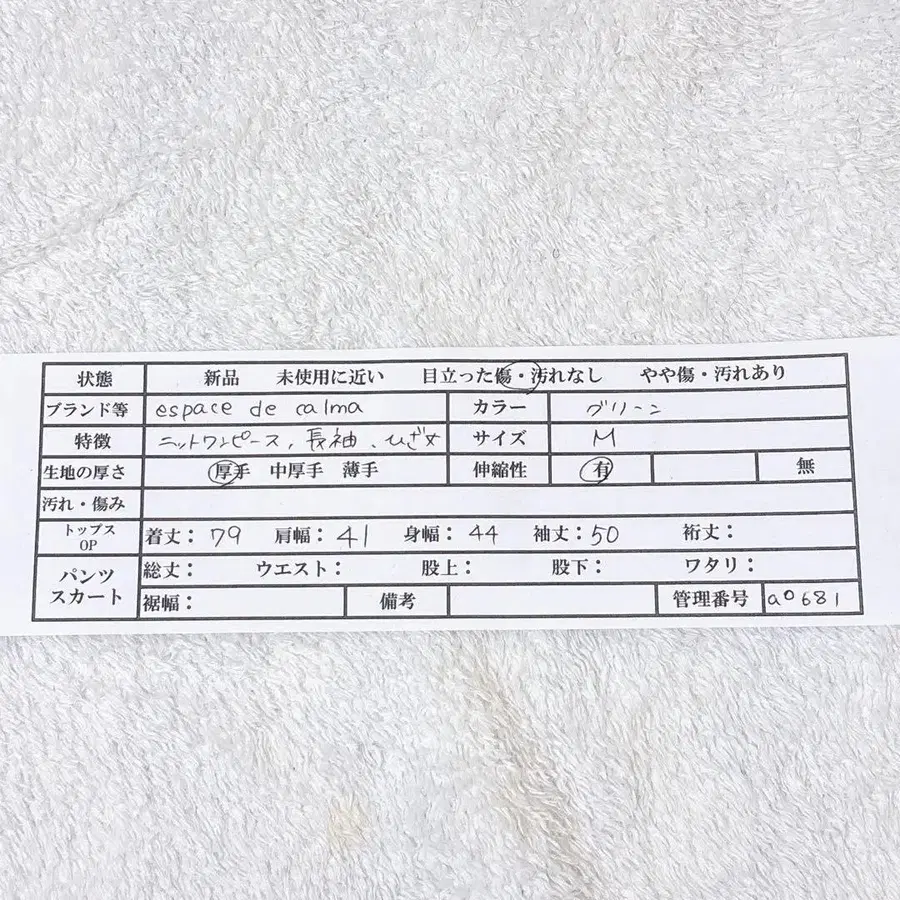 状態 新品 未使用に近い 目立った傷・汚れなし やや傷・汚れあり
ブランド等 espace de calma カラー グリーン
特徴 ニットワンピース、長袖、ひざ丈 サイズ M
生地の厚さ 厚手 中厚手 薄手 伸縮性 有 無
汚れ・傷み
トップス OP 着丈：79 肩幅：41 身幅：44 袖丈：50 裄丈：
パンツ スカート 総丈： ウエスト： 股上： 股下： ワタリ：
裾幅： 備考 管理番号 a0681